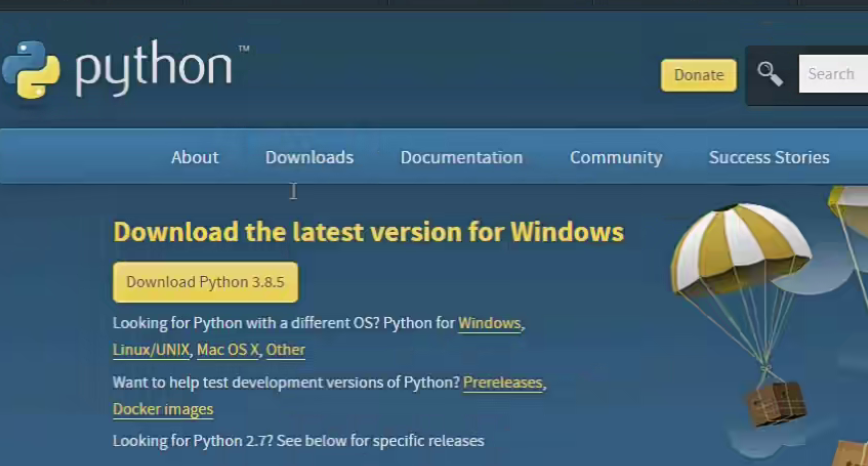 python™
Donate
Search
About Downloads Documentation Community Success Stories
Download the latest version for Windows
Download Python 3.8.5
Looking for Python with a different OS? Python for Windows,
Linux/UNIX, Mac OS X, Other
Want to help test development versions of Python? Prereleases,
Docker images
Looking for Python 2.7? See below for specific releases